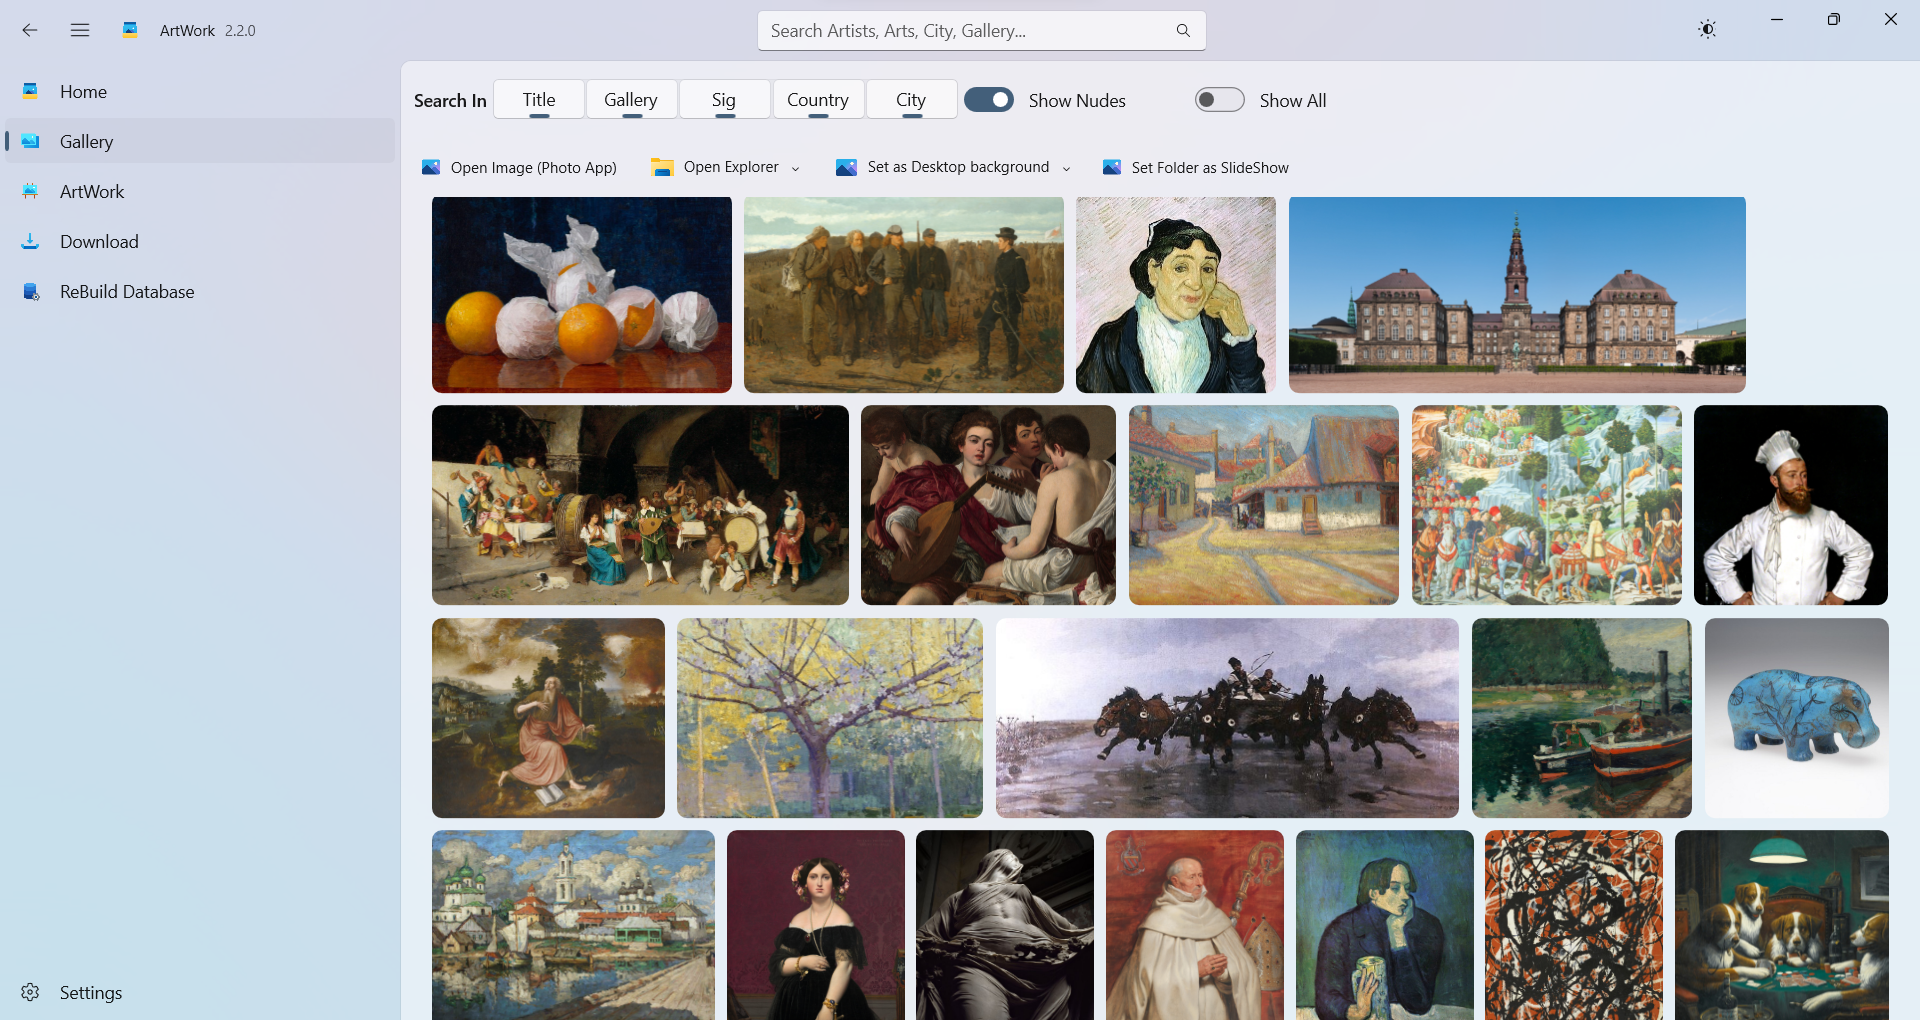 ArtWork 2.2.0
Search Artists, Arts, City, Gallery...
Home
Gallery
ArtWork
Download
ReBuild Database
Settings
Search In Title Gallery Sig Country City Show Nudes Show All
Open Image (Photo App) Open Explorer Set as Desktop background Set Folder as SlideShow